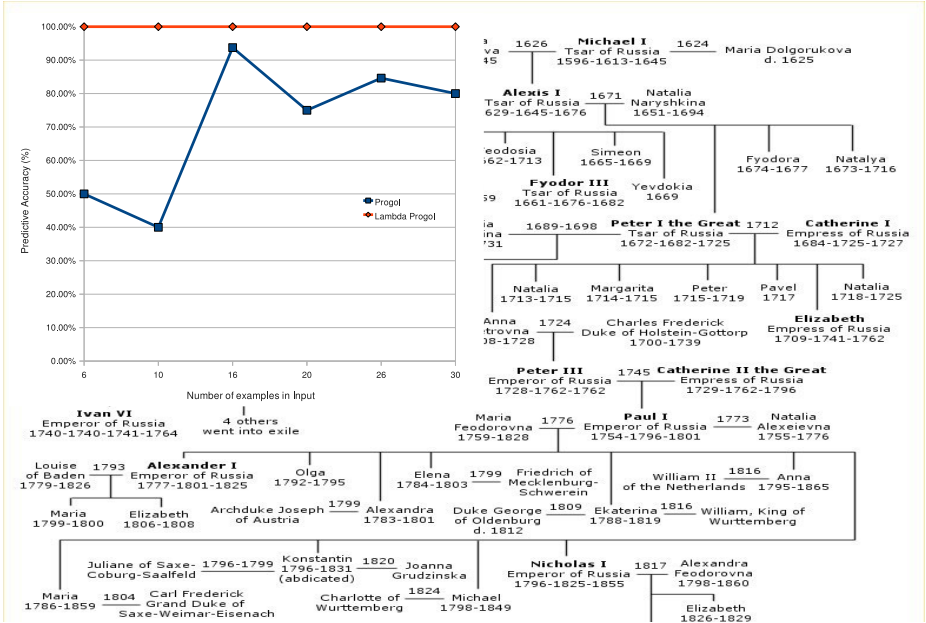 100.00%
90.00%
80.00%
70.00%
60.00%
50.00%
40.00%
30.00%
20.00%
10.00%
0.00%
Predictive Accuracy (%)
6 10 16 20 26 30
Number of examples in Input
Progol
Lambda Progol
1626 Michael I 1624
Tsar of Russia Maria Dolgorukova
1596-1613-1645 d. 1625
Alexis I 1671 Natalia
Tsar of Russia Naryshkina
629-1645-1676 1651-1694
eodosia Simeon Fyodora Natalya
662-1713 1665-1669 1674-1677 1673-1716
Fyodor III Yevdokia
Tsar of Russia 1669
1661-1676-1682
1689-1698 Peter I the Great 1712 Catherine I
Tsar of Russia Empress of Russia
1672-1682-1725 1684-1725-1727
Natalia Margarita Peter Pavel Natalia
1713-1715 1714-1715 1715-1719 1717 1718-1725
Anna 1724 Charles Frederick Elizabeth
etrovna Duke of Holstein-Gottorp Empress of Russia
08-1728 1700-1739 1709-1741-1762
Peter III 1745 Catherine II the Great
Emperor of Russia Empress of Russia
1728-1762-1762 1729-1762-1796
Ivan VI 4 others
Emperor of Russia went into exile
1740-1740-1741-1764
Maria 1776 Paul I 1773 Natalia
Feodorovna Emperor of Russia Alexeievna
1759-1828 1754-1796-1801 1755-1776
Louise 1793 Alexander I Olga Elena 1799 Friedrich of William II 1816 Anna
of Baden Emperor of Russia 1792-1795 1784-1803 Mecklenburg- of the Netherlands 1795-1865
1779-1826 1777-1801-1825 Schwerein
Maria Elizabeth Archduke Joseph 1799 Alexandra Duke George 1809 Ekaterina 1816 William, King of
1799-1800 1806-1808 of Austria 1783-1801 of Oldenburg 1788-1819 Wurttemberg
d. 1812
Juliane of Saxe- 1796-1799 Konstantin 1820 Joanna Nicholas I 1817 Alexandra
Coburg-Saalfeld 1796-1831 Grudzinska Emperor of Russia Feodorovna
(abdicated) 1796-1825-1855 1798-1860
Maria 1804 Carl Frederick Charlotte of 1824 Michael Elizabeth
1786-1859 Grand Duke of Wurttemberg 1798-1849 1826-1829
Saxe-Weimar-Eisenach